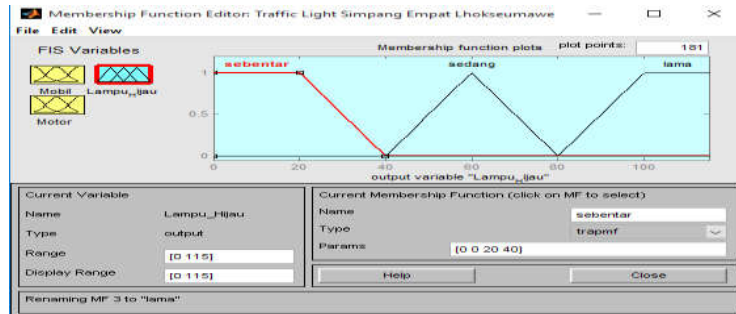 Membership Function Editor: Traffic Light Simpang Empat Lhokseumawe
File Edit View
FIS Variables
Mobil
Lampu_Hijau
Motor
Membership function plots
plot points:
181
sebentar
sedang
lama
1
0.5
0
0 20 40 60 80 100
output variable "Lampu_Hijau"
Current Variable
Name Lampu_Hijau
Type output
Range [0 115]
Display Range [0 115]
Current Membership Function (click on MF to select)
Name sebentar
Type trapmf
Params [0 0 20 40]
Help
Close
Renaming MF 3 to "lama"